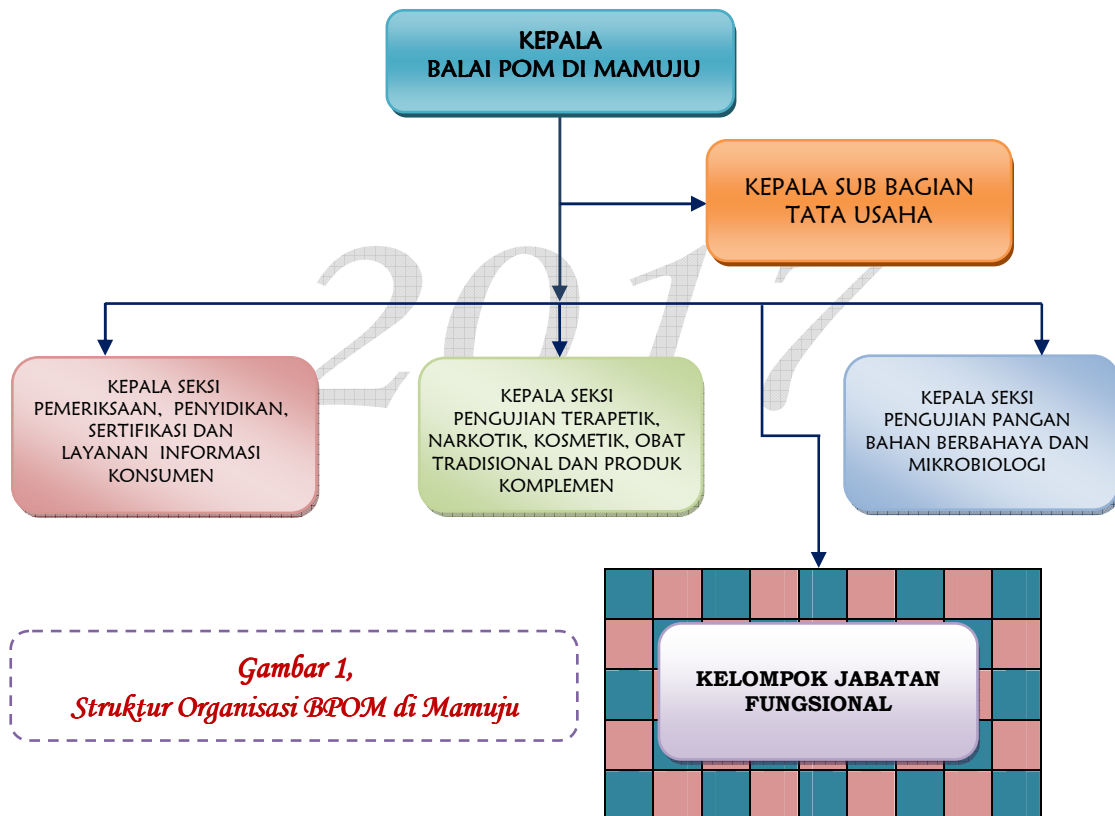 KEPALA
BALAI POM DI MAMUJU
KEPALA SUB BAGIAN
TATA USAHA
2017
KEPALA SEKSI
PEMERIKSAAN, PENYIDIKAN,
SERTIFIKASI DAN
LAYANAN INFORMASI
KONSUMEN
KEPALA SEKSI
PENGUJIAN TERAPETIK,
NARKOTIK, KOSMETIK, OBAT
TRADISIONAL DAN PRODUK
KOMPLEMEN
KEPALA SEKSI
PENGUJIAN PANGAN
BAHAN BERBAHAYA DAN
MIKROBIOLOGI
Gambar 1,
Struktur Organisasi BPOM di Mamuju
KELOMPOK JABATAN
FUNGSIONAL